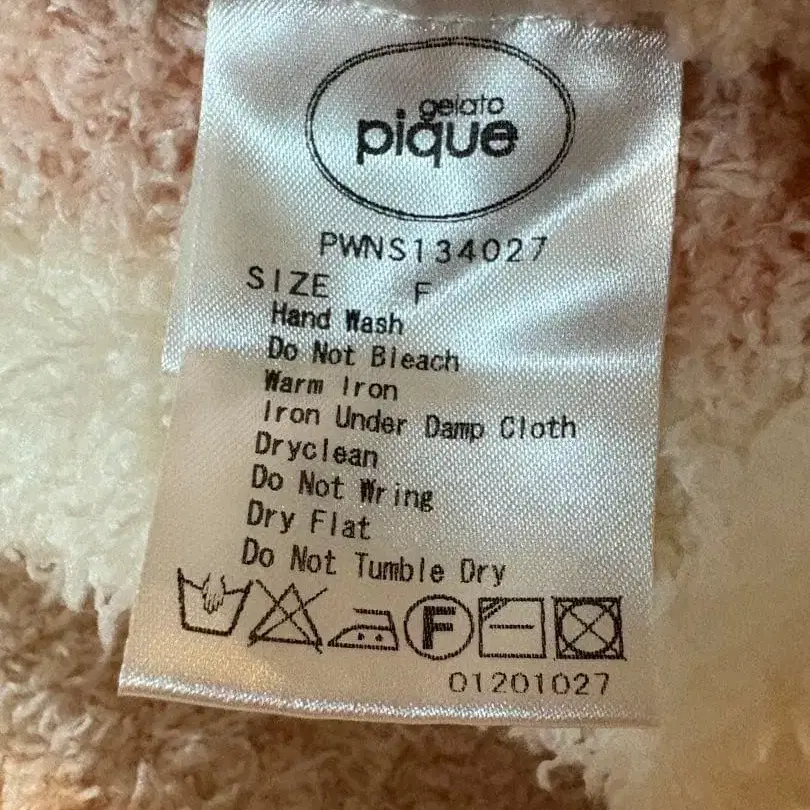 gelato
pique
PWNS134027
SIZE F
Hand Wash
Do Not Bleach
Warm Iron
Iron Under Damp Cloth
Dryclean
Do Not Wring
Dry Flat
Do Not Tumble Dry
F
01201027